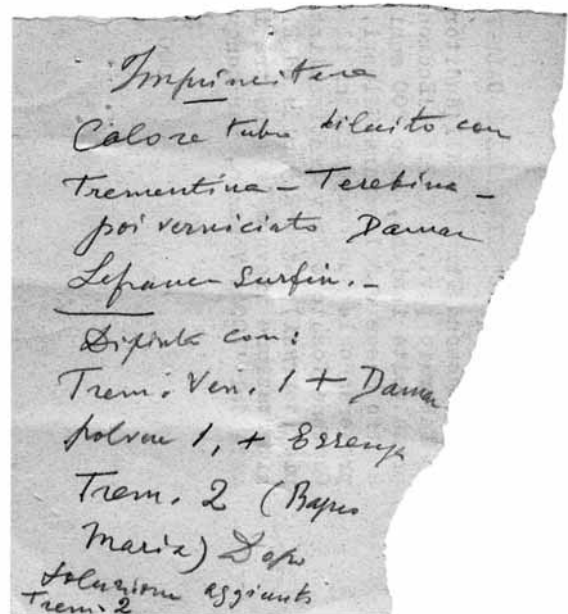 Imprimitura
Colore tubo diluito con
Trementina - Terebina -
poi verniciato Damar
Lefranc surfin. -
Dipinto con:
Trem. Ven. 1 + Damar
polvere 1, + Essenza
Trem. 2 (Bagno
Maria) Dopo
soluzione aggiunto
Trem. 2